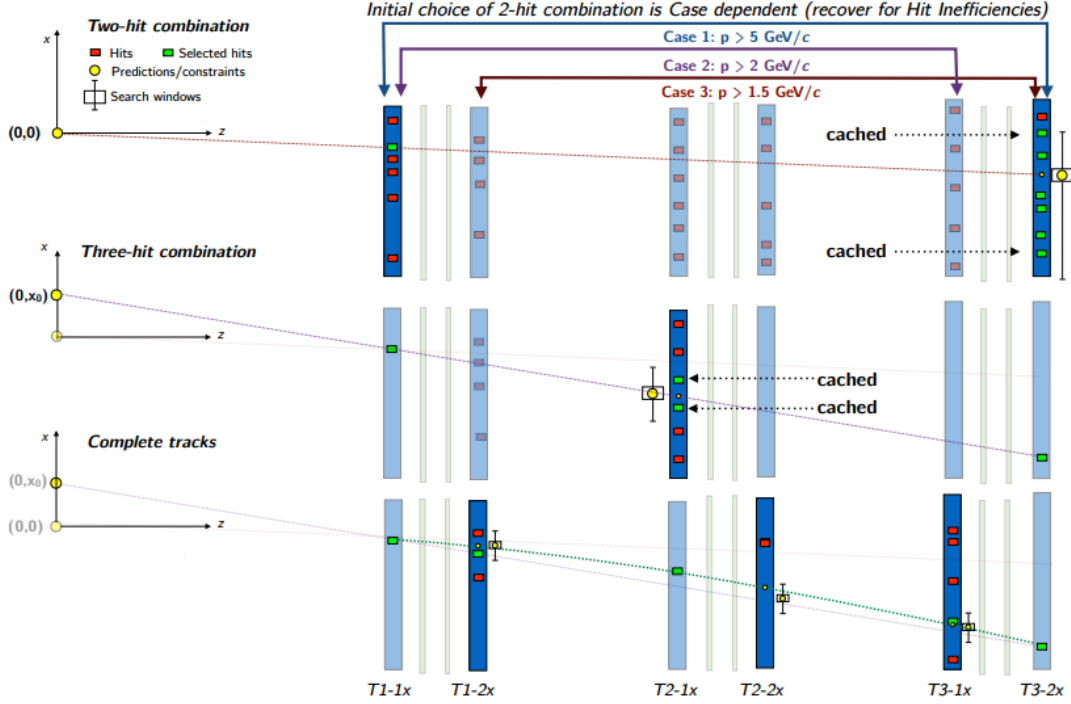 Initial choice of 2-hit combination is Case dependent (recover for Hit Inefficiencies)
Two-hit combination
x
Hits
Selected hits
Predictions/constraints
Search windows
Case 1: p > 5 GeV/c
Case 2: p > 2 GeV/c
Case 3: p > 1.5 GeV/c
(0,0)
z
cached
cached
Three-hit combination
x
(0,x₀)
z
cached
cached
Complete tracks
x
(0,x₀)
(0,0)
z
T1-1x
T1-2x
T2-1x
T2-2x
T3-1x
T3-2x